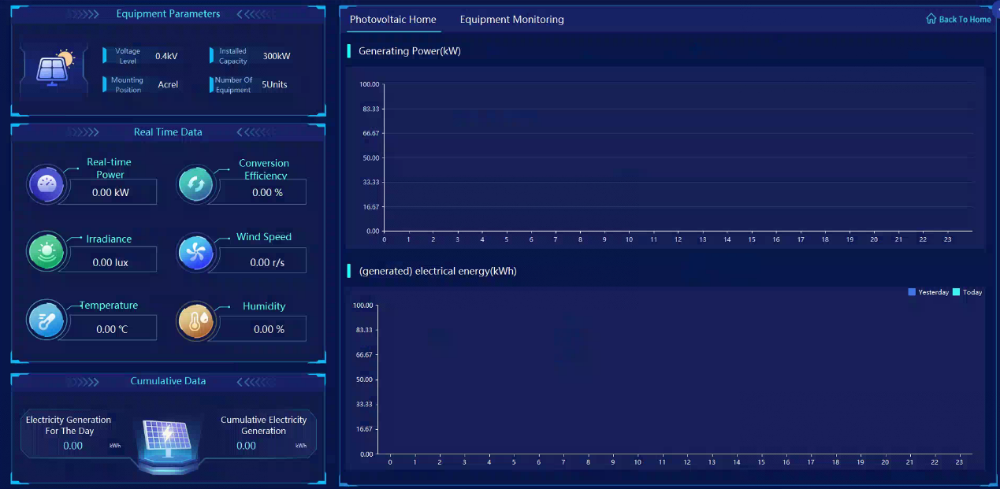 Equipment Parameters
Voltage Level 0.4kV
Installed Capacity 300kW
Mounting Position Acrel
Number Of Equipment 5Units
Real Time Data
Real-time Power
0.00 kW
Conversion Efficiency
0.00 %
Irradiance
0.00 lux
Wind Speed
0.00 r/s
Temperature
0.00 ℃
Humidity
0.00 %
Cumulative Data
Electricity Generation
For The Day
0.00 kWh
Cumulative Electricity
Generation
0.00 kWh
Photovoltaic Home Equipment Monitoring Back To Home
Generating Power(kW)
100.00
83.33
66.67
50.00
33.33
16.67
0.00
0 1 2 3 4 5 6 7 8 9 10 11 12 13 14 15 16 17 18 19 20 21 22 23
(generated) electrical energy(kWh)
Yesterday Today
100.00
83.33
66.67
50.00
33.33
16.67
0.00
0 1 2 3 4 5 6 7 8 9 10 11 12 13 14 15 16 17 18 19 20 21 22 23